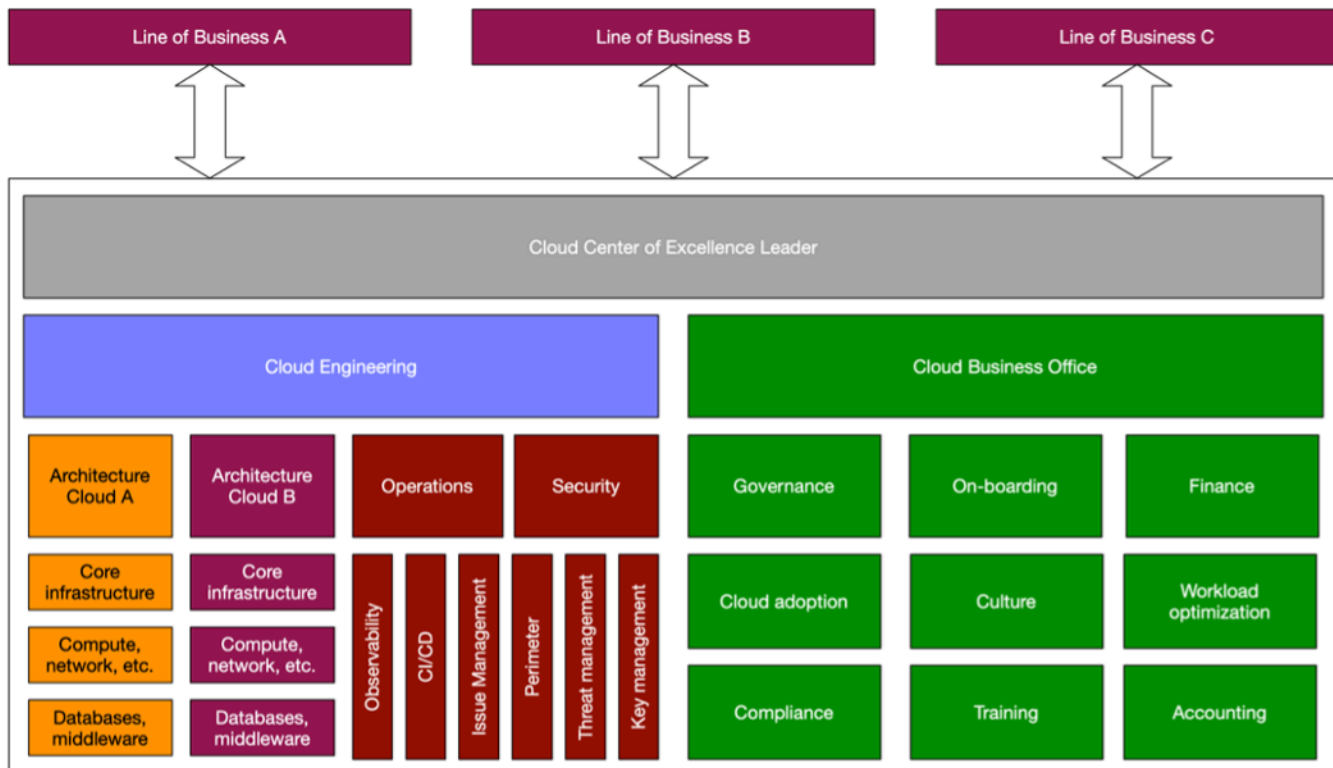 Line of Business A
Line of Business B
Line of Business C
Cloud Center of Excellence Leader
Cloud Engineering
Cloud Business Office
Architecture
Cloud A
Architecture
Cloud B
Operations
Security
Governance
On-boarding
Finance
Core
infrastructure
Core
infrastructure
Compute,
network, etc.
Compute,
network, etc.
Databases,
middleware
Databases,
middleware
Observability
CI/CD
Issue Management
Perimeter
Threat management
Key management
Cloud adoption
Culture
Workload
optimization
Compliance
Training
Accounting